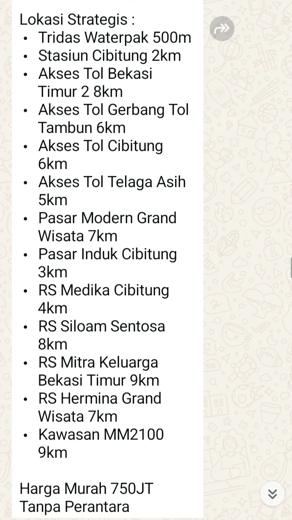 Lokasi Strategis :
• Tridas Waterpak 500m
• Stasiun Cibitung 2km
• Akses Tol Bekasi
Timur 2 8km
• Akses Tol Gerbang Tol
Tambun 6km
• Akses Tol Cibitung
6km
• Akses Tol Telaga Asih
5km
• Pasar Modern Grand
Wisata 7km
• Pasar Induk Cibitung
3km
• RS Medika Cibitung
4km
• RS Siloam Sentosa
8km
• RS Mitra Keluarga
Bekasi Timur 9km
• RS Hermina Grand
Wisata 7km
• Kawasan MM2100
9km
Harga Murah 750JT
Tanpa Perantara